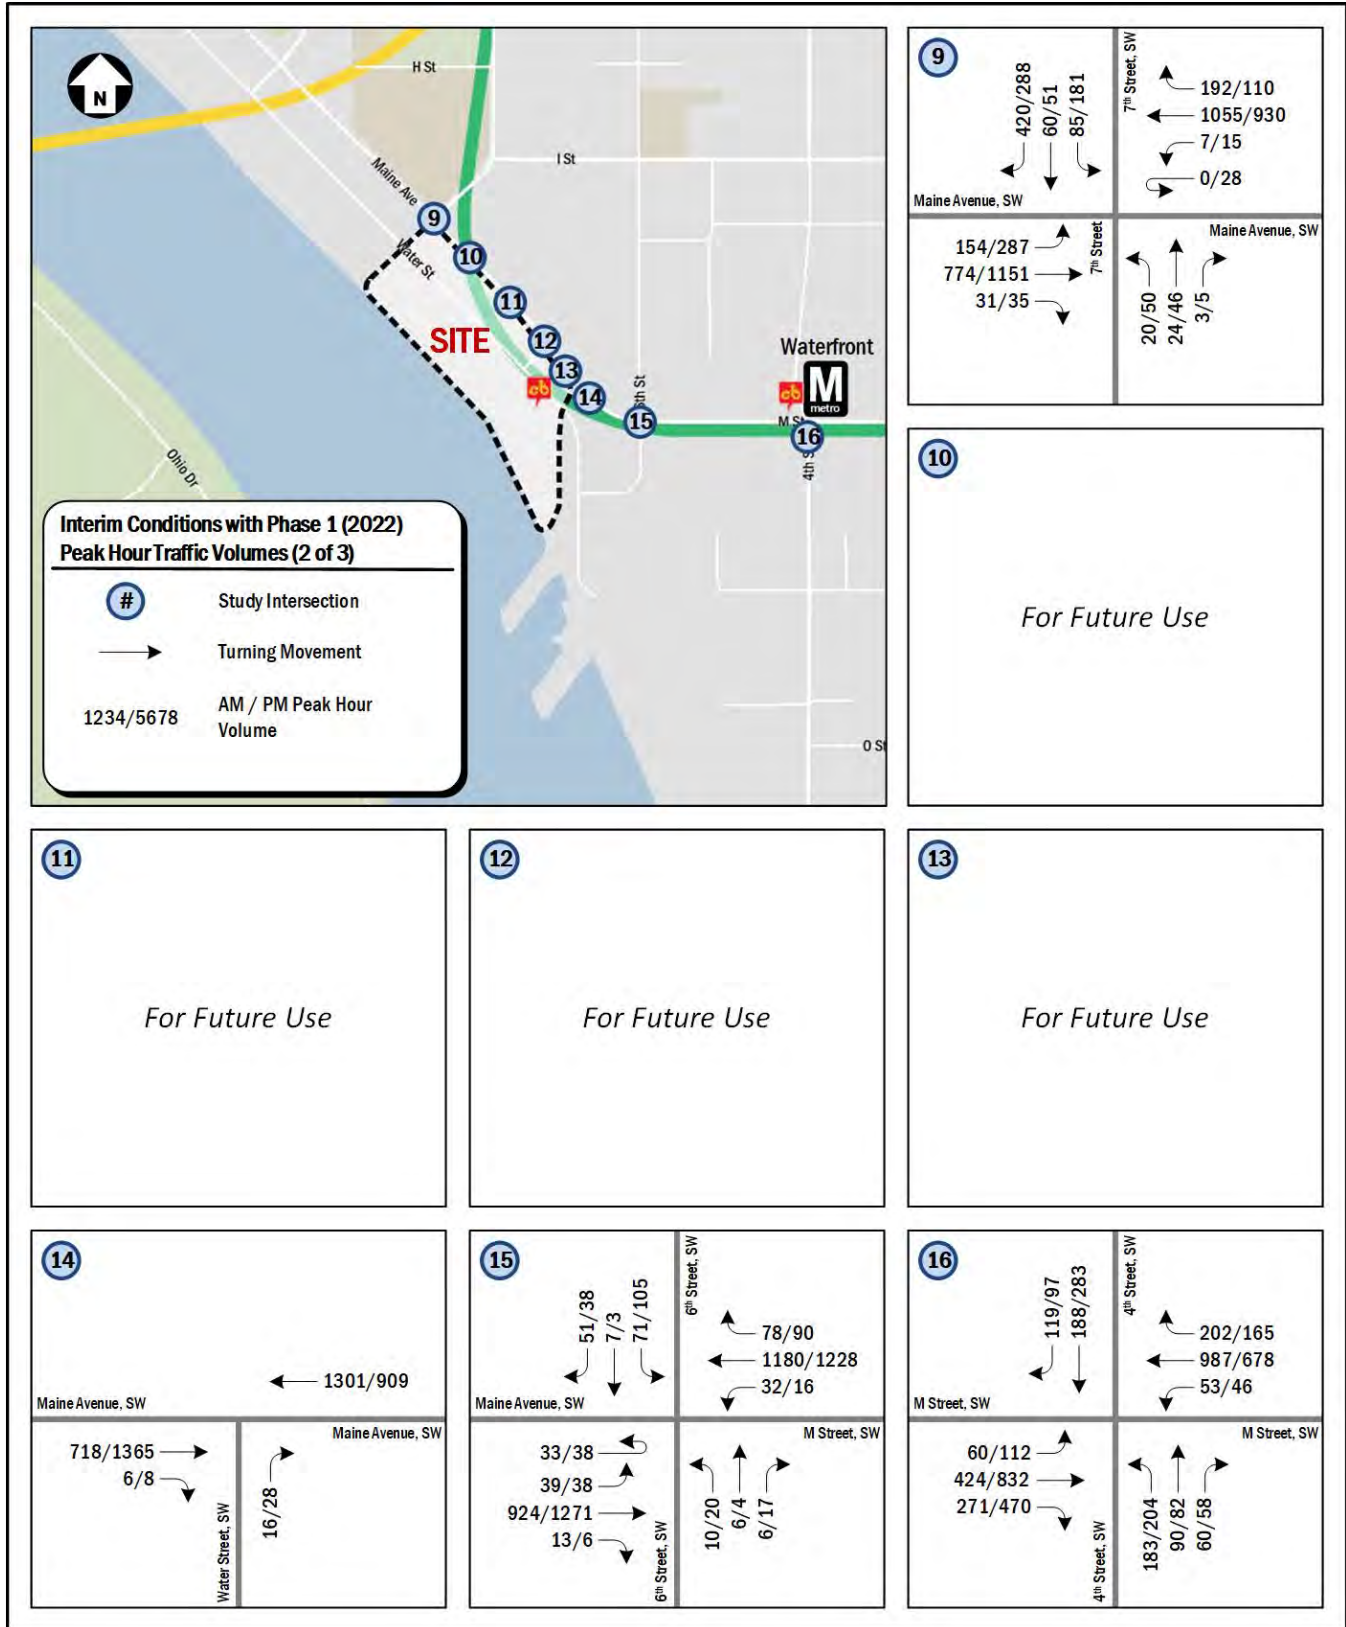 N
H St
I St
Maine Ave
Water St
9
10
11
12
13
14
15
16
SITE
Waterfront
M
metro
cb
cb
6th St
M St
4th S
Ohio Dr
O St
Interim Conditions with Phase 1 (2022)
Peak Hour Traffic Volumes (2 of 3)
# Study Intersection
Turning Movement
1234/5678 AM / PM Peak Hour
Volume
9
420/288
60/51
85/181
7th Street, SW
192/110
1055/930
7/15
0/28
Maine Avenue, SW
Maine Avenue, SW
154/287
774/1151
31/35
7th Street
20/50
24/46
3/5
10
For Future Use
11
For Future Use
12
For Future Use
13
For Future Use
14
1301/909
Maine Avenue, SW
Maine Avenue, SW
718/1365
6/8
Water Street, SW
16/28
15
51/38
7/3
71/105
6th Street, SW
78/90
1180/1228
32/16
Maine Avenue, SW
M Street, SW
33/38
39/38
924/1271
13/6
6th Street, SW
10/20
6/4
6/17
16
119/97
188/283
4th Street, SW
202/165
987/678
53/46
M Street, SW
M Street, SW
60/112
424/832
271/470
4th Street, SW
183/204
90/82
60/58